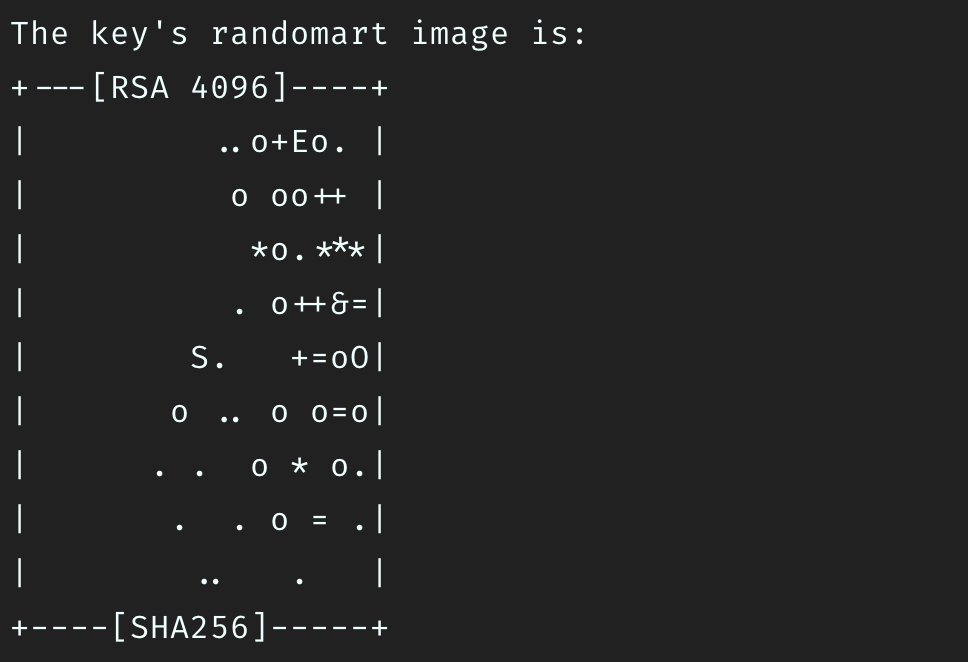 The key's randomart image is:
+---[RSA 4096]----+
|         ..o+Eo. |
|          o oo++ |
|           *o.***|
|          . o++&=|
|        S.   +=oO|
|       o .. o o=o|
|      . .  o * o.|
|       .  . o = .|
|        ..   .   |
+----[SHA256]-----+